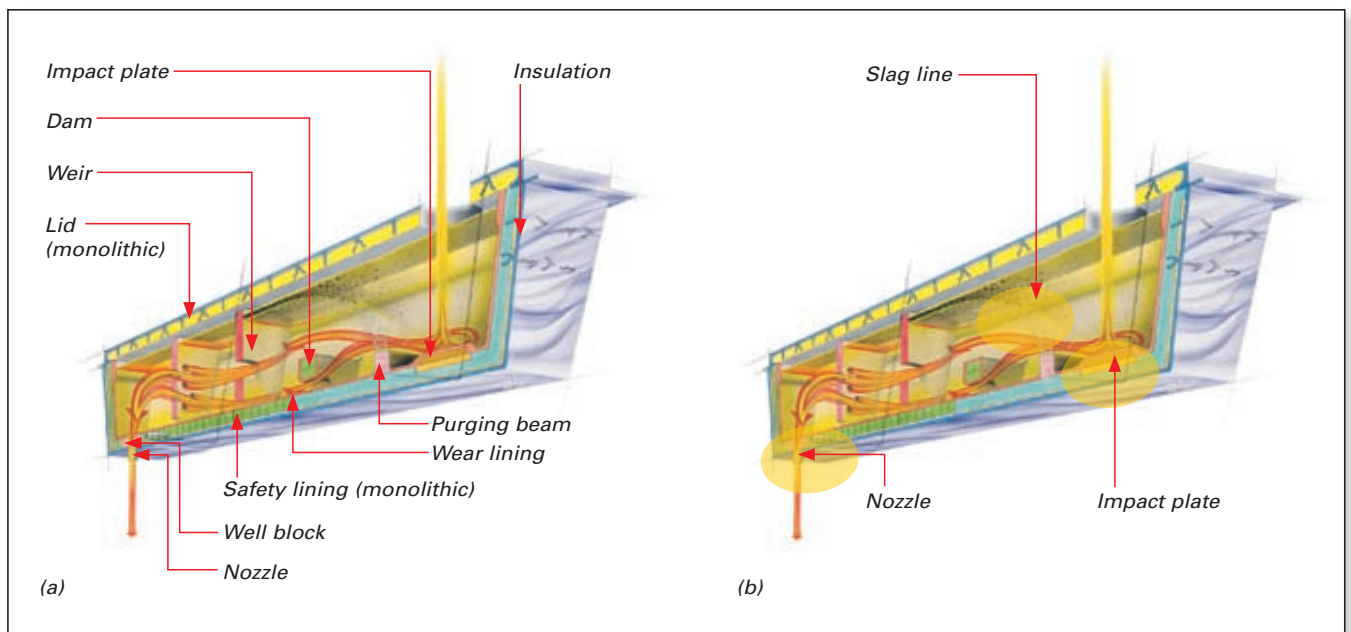 Impact plate
Insulation
Dam
Weir
Lid
(monolithic)
Purging beam
Wear lining
Safety lining (monolithic)
Well block
Nozzle
(a)
Slag line
Nozzle
Impact plate
(b)